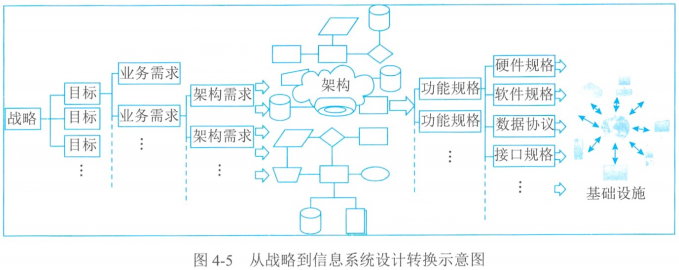 战略
目标
目标
目标
⋮
业务需求
业务需求
⋮
架构需求
架构需求
⋮
架构
功能规格
功能规格
⋮
硬件规格
软件规格
数据协议
接口规格
⋮
基础设施
图 4-5 从战略到信息系统设计转换示意图